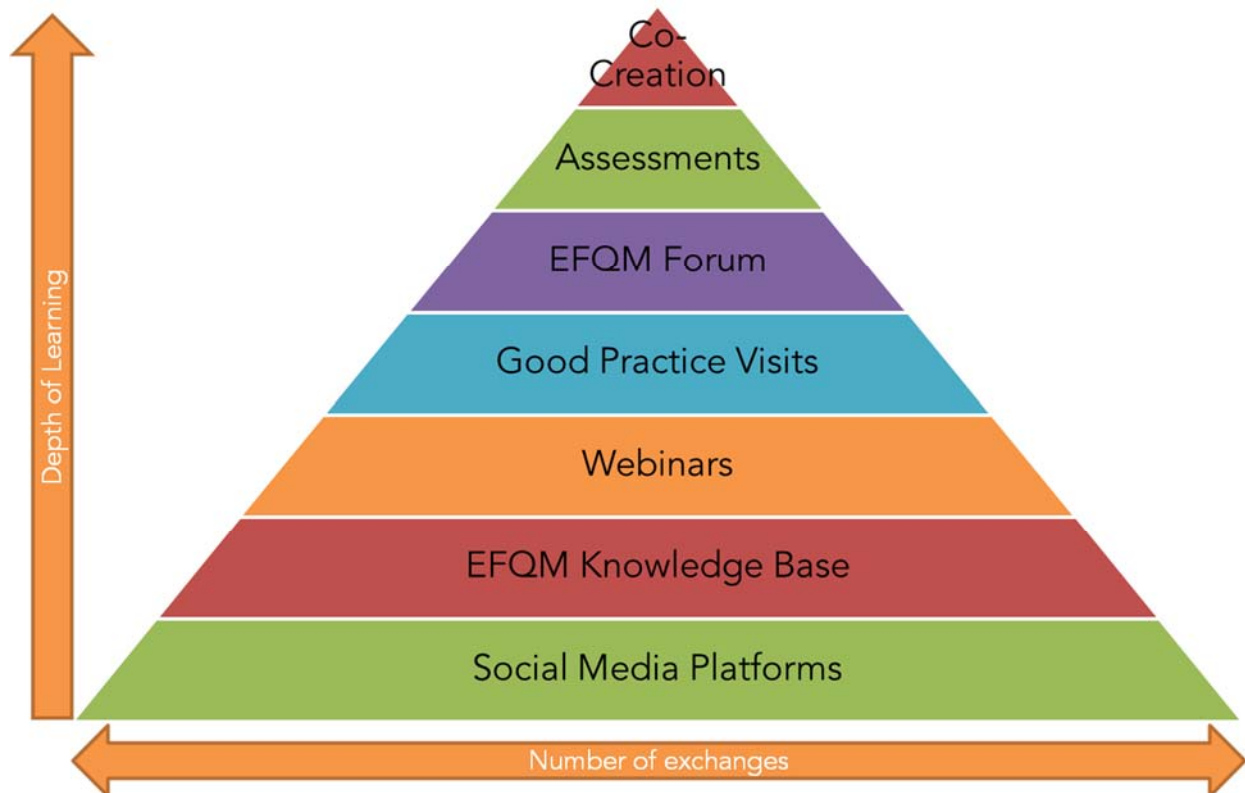 Co-
Creation
Assessments
EFQM Forum
Good Practice Visits
Webinars
EFQM Knowledge Base
Social Media Platforms
Depth of Learning
Number of exchanges